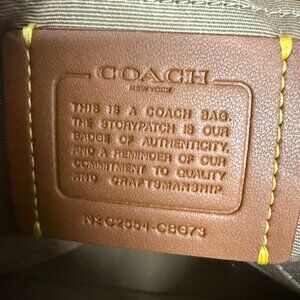 COACH
NEW YORK
THIS IS A COACH BAG.
THE STORYPATCH IS OUR
BADGE OF AUTHENTICITY,
AND A REMINDER OF OUR
COMMITMENT TO QUALITY
AND CRAFTSMANSHIP.
Nº C2554-CBG73